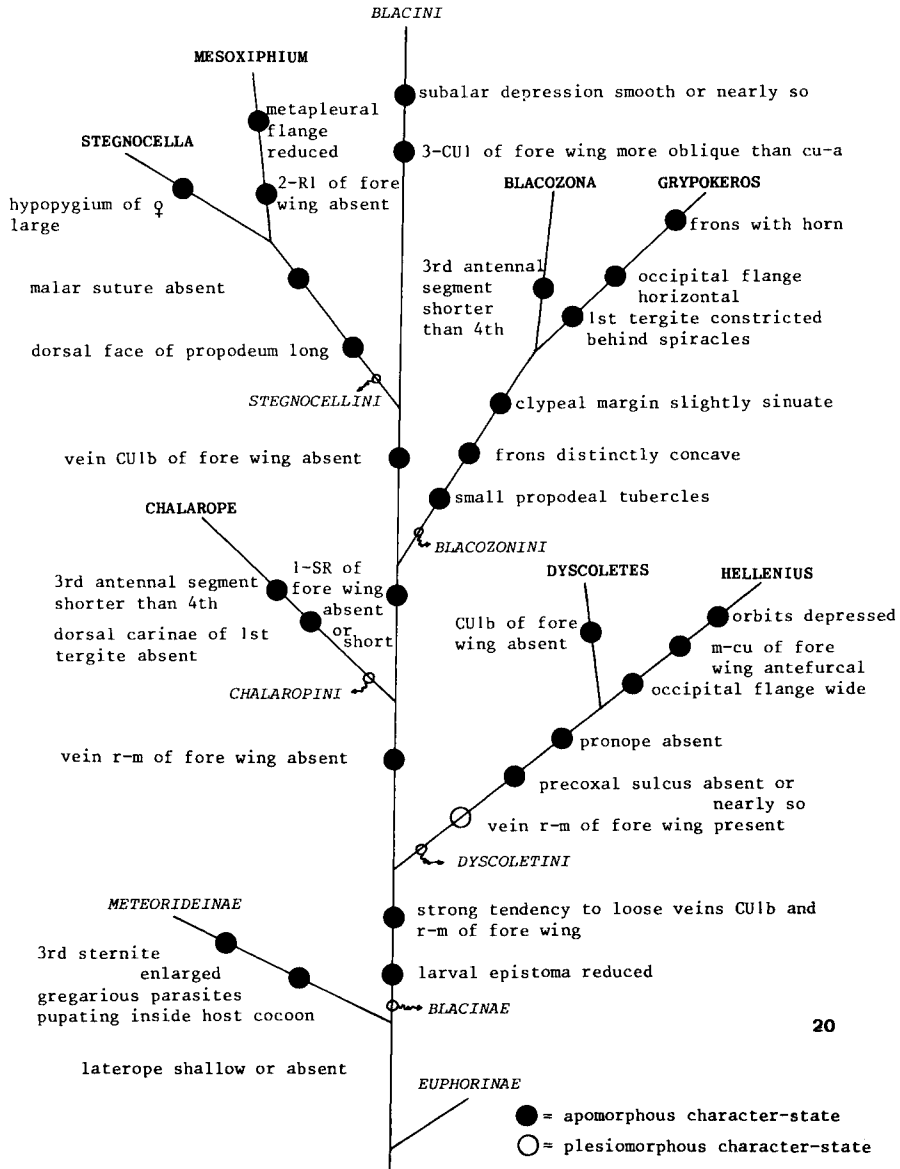 BLACINI
MESOXIPHIUM
subalar depression smooth or nearly so
metapleural
flange
reduced
STEGNOCELLA
3-CU1 of fore wing more oblique than cu-a
2-R1 of fore
wing absent
BLACOZONA
GRYPOKEROS
hypopygium of ♀
large
frons with horn
3rd antennal
segment
shorter
than 4th
occipital flange
horizontal
malar suture absent
1st tergite constricted
behind spiracles
dorsal face of propodeum long
STEGNOCELLINI
clypeal margin slightly sinuate
vein CU1b of fore wing absent
frons distinctly concave
small propodeal tubercles
CHALAROPE
BLACOZONINI
1-SR of
fore wing
absent
or
short
3rd antennal segment
shorter than 4th
dorsal carinae of 1st
tergite absent
DYSCOLETES
HELLENIUS
CU1b of fore
wing absent
orbits depressed
m-cu of fore
wing antefurcal
occipital flange wide
CHALAROPINI
pronope absent
vein r-m of fore wing absent
precoxal sulcus absent or
nearly so
vein r-m of fore wing present
DYSCOLETINI
METEORIDEINAE
strong tendency to loose veins CU1b and
r-m of fore wing
3rd sternite
enlarged
gregarious parasites
pupating inside host cocoon
larval epistoma reduced
BLACINAE
20
laterope shallow or absent
EUPHORINAE
= apomorphous character-state
= plesiomorphous character-state